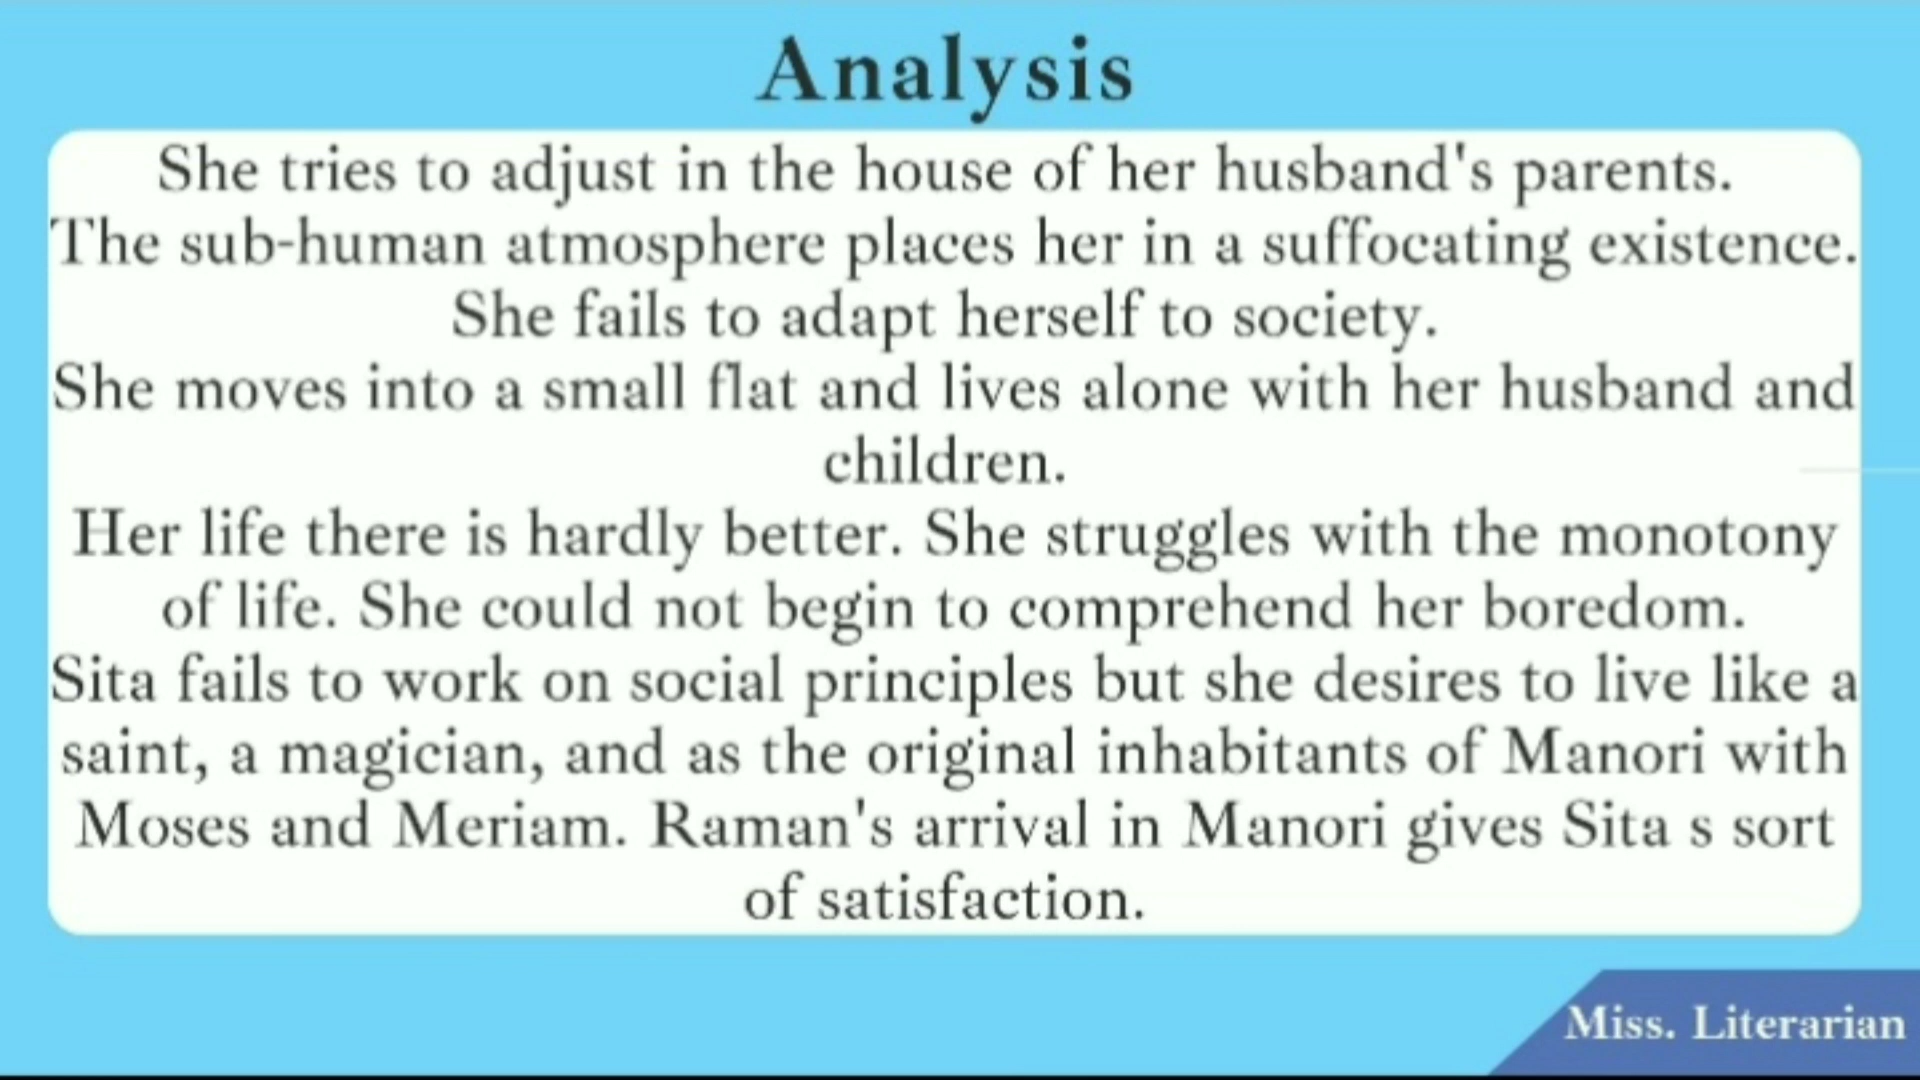 Analysis
She tries to adjust in the house of her husband's parents.
The sub-human atmosphere places her in a suffocating existence.
She fails to adapt herself to society.
She moves into a small flat and lives alone with her husband and
children.
Her life there is hardly better. She struggles with the monotony
of life. She could not begin to comprehend her boredom.
Sita fails to work on social principles but she desires to live like a
saint, a magician, and as the original inhabitants of Manori with
Moses and Meriam. Raman's arrival in Manori gives Sita s sort
of satisfaction.
Miss. Literarian